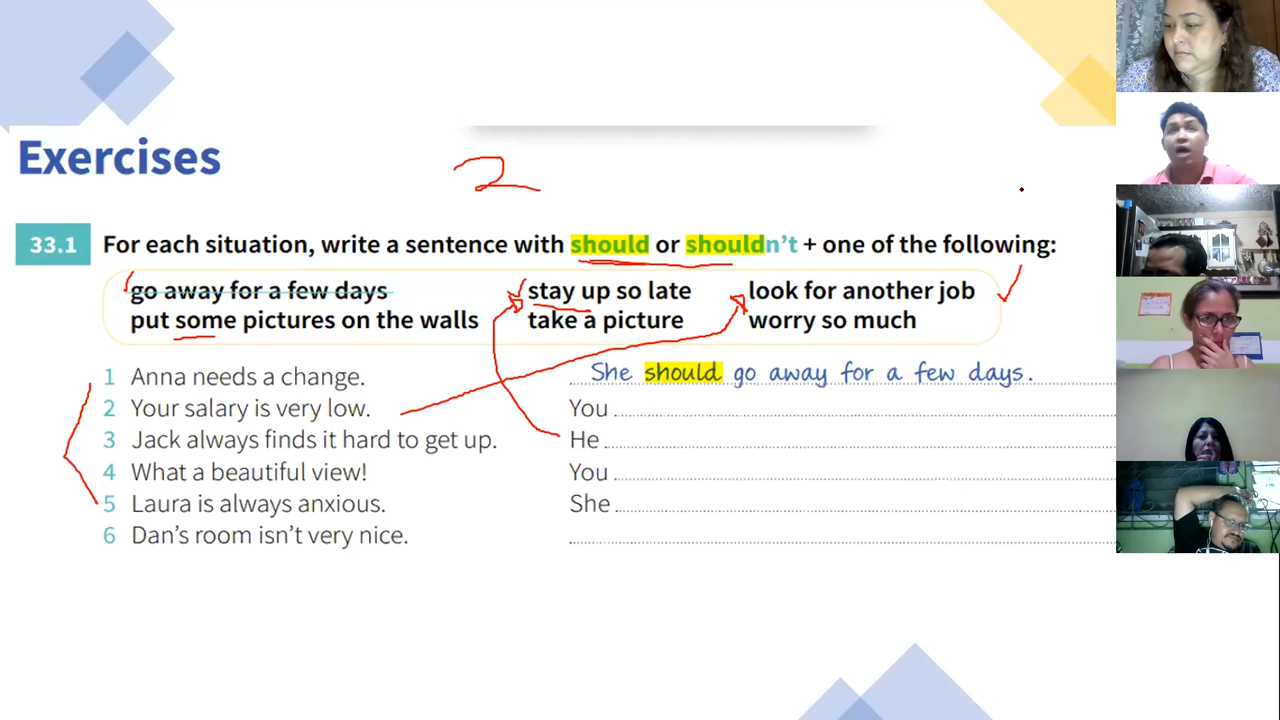 Exercises
2
33.1 For each situation, write a sentence with should or shouldn't + one of the following:
go away for a few days stay up so late look for another job
put some pictures on the walls take a picture worry so much
1 Anna needs a change. She should go away for a few days.
2 Your salary is very low. You
3 Jack always finds it hard to get up. He
4 What a beautiful view! You
5 Laura is always anxious. She
6 Dan's room isn't very nice.